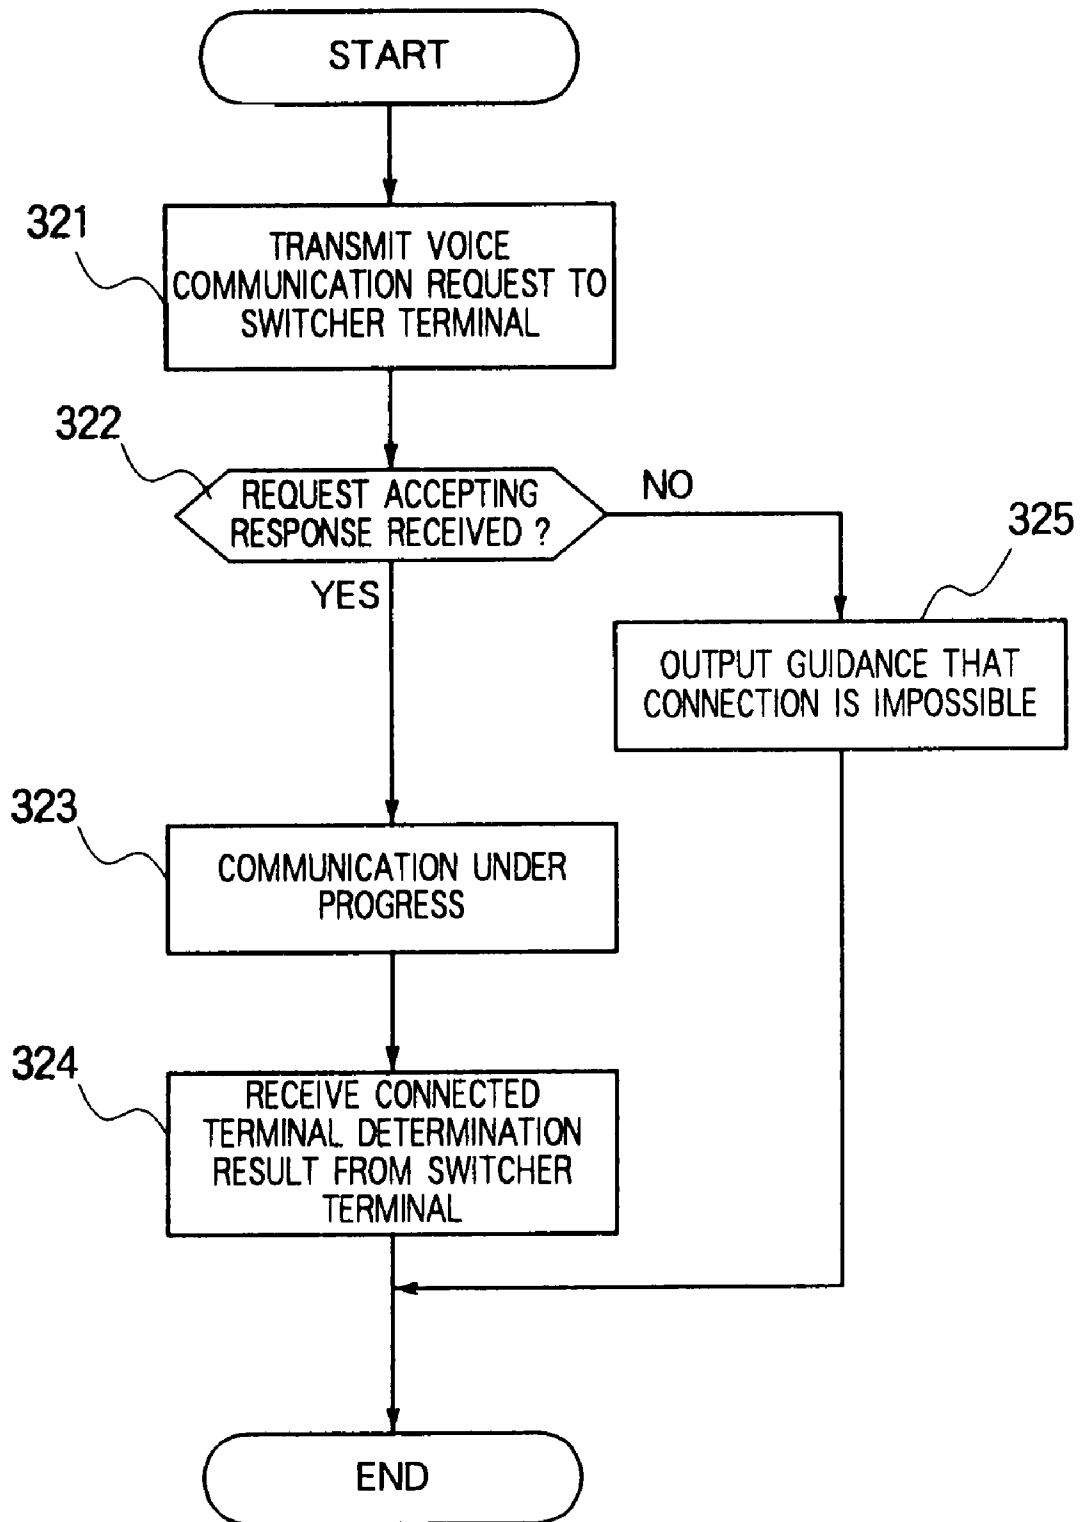 START
321
TRANSMIT VOICE
COMMUNICATION REQUEST TO
SWITCHER TERMINAL
322
REQUEST ACCEPTING
RESPONSE RECEIVED ?
NO
YES
325
OUTPUT GUIDANCE THAT
CONNECTION IS IMPOSSIBLE
323
COMMUNICATION UNDER
PROGRESS
324
RECEIVE CONNECTED
TERMINAL DETERMINATION
RESULT FROM SWITCHER
TERMINAL
END